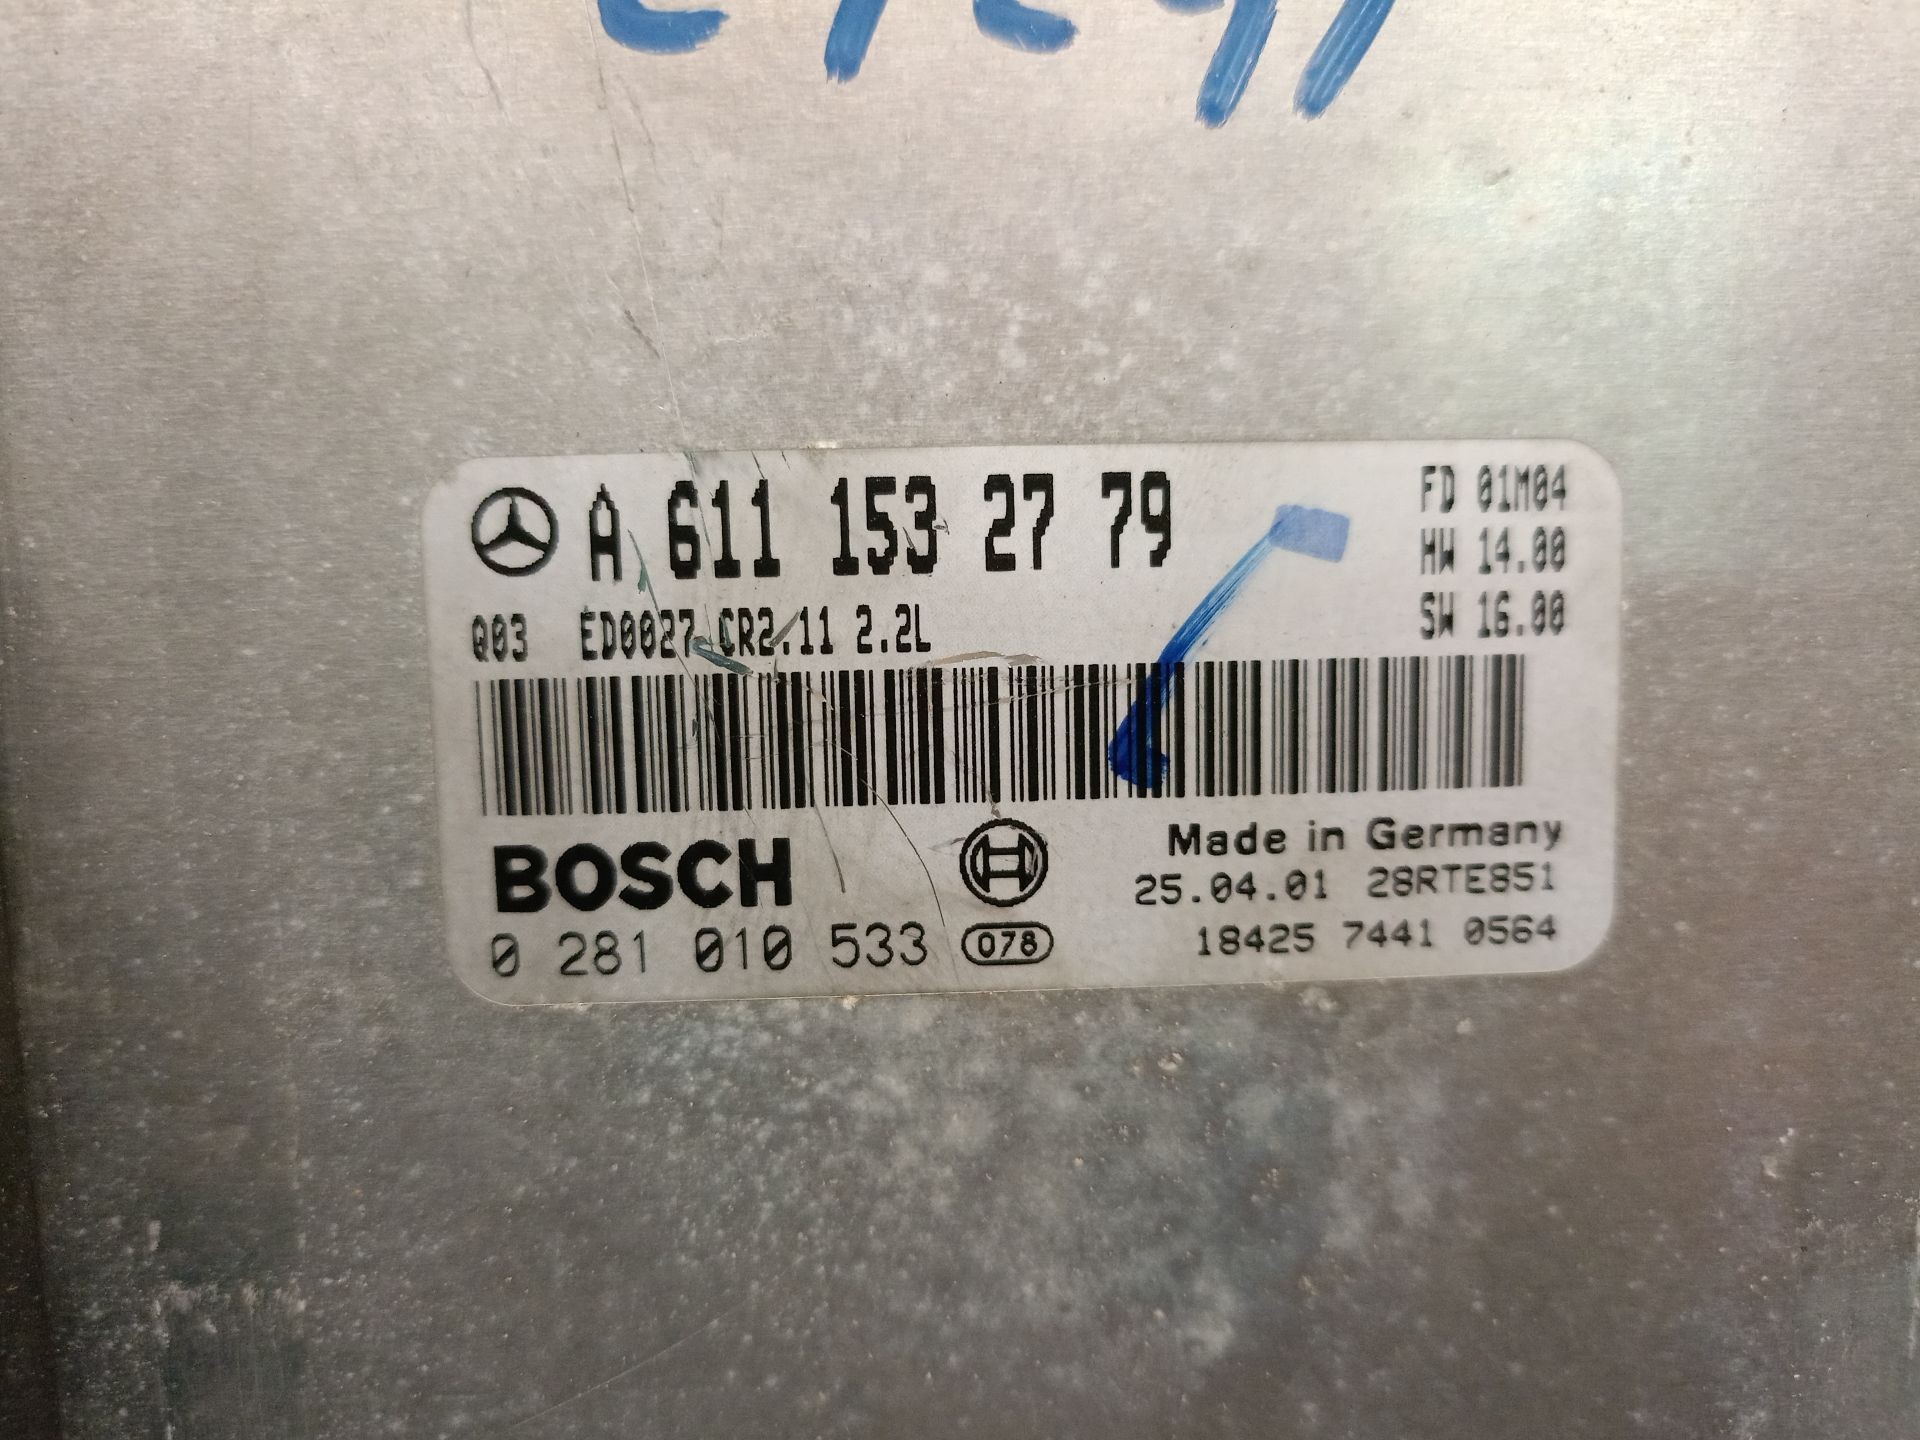 A 611 153 27 79
FD 01M04
HW 14.00
SW 16.00
Q03 ED0027 CR2.11 2.2L
BOSCH
Made in Germany
25.04.01 28RTE851
0 281 010 533 078
18425 7441 0564